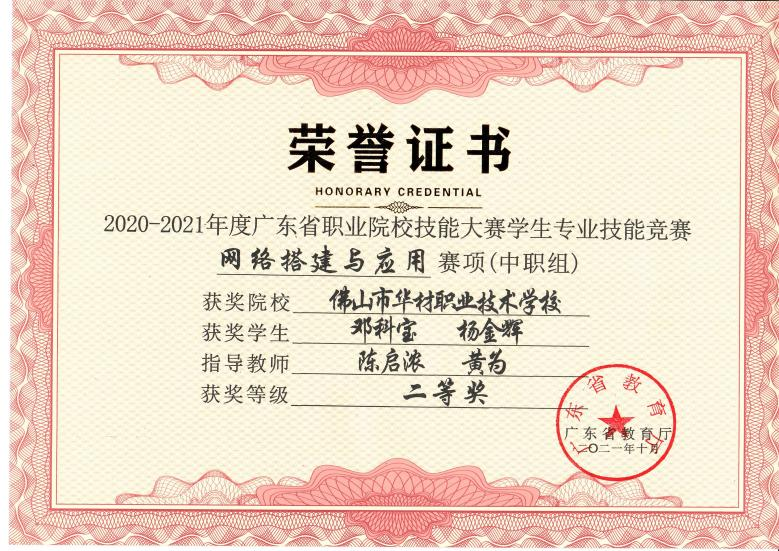 荣誉证书
HONORARY CREDENTIAL
2020-2021年度广东省职业院校技能大赛学生专业技能竞赛
网络搭建与应用 赛项(中职组)
获奖院校 佛山市华材职业技术学校
获奖学生 邓科宝 杨金辉
指导教师 陈启浓 黄为
获奖等级 二等奖
广东省教育厅
广东省教育厅
二〇二一年十月